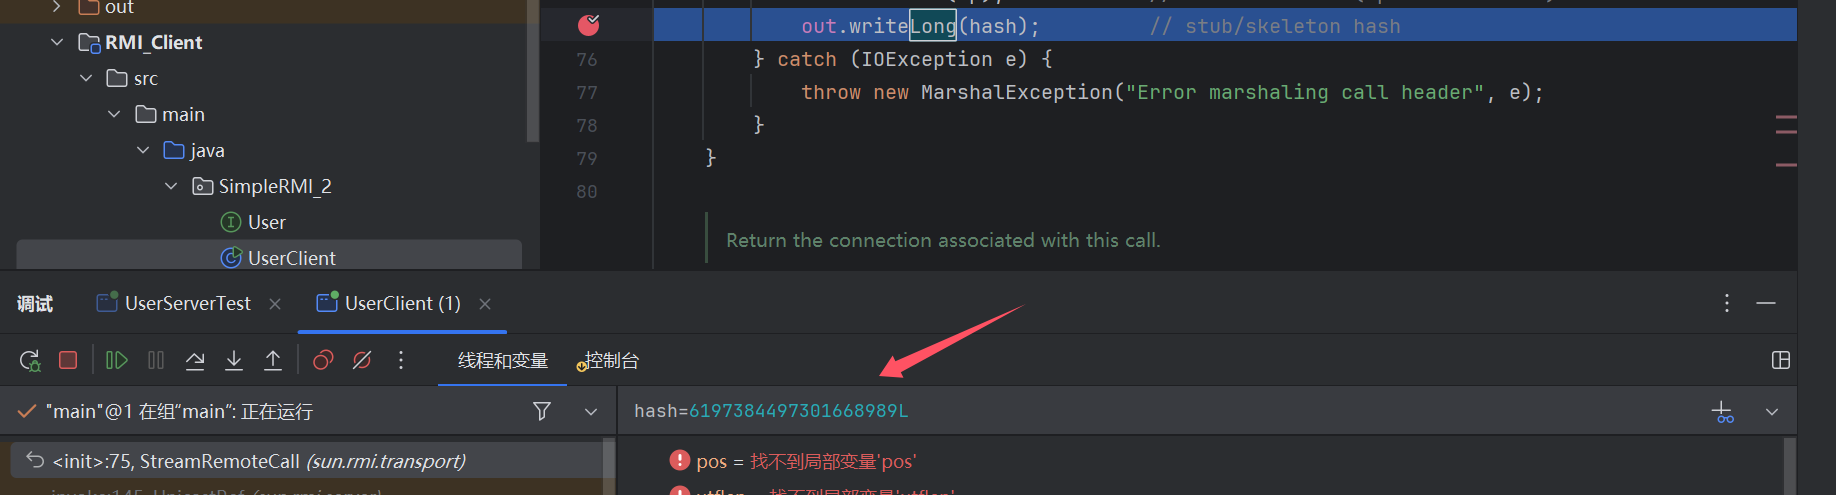 out
RMI_Client
src
main
java
SimpleRMI_2
User
UserClient
out.writeLong(hash); // stub/skeleton hash
76 } catch (IOException e) {
77 throw new MarshalException("Error marshaling call header", e);
78 }
79 }
80
Return the connection associated with this call.
调试 UserServerTest × UserClient (1) ×
线程和变量 控制台
"main"@1 在组“main”: 正在运行
hash=6197384497301668989L
<init>:75, StreamRemoteCall (sun.rmi.transport)
pos = 找不到局部变量'pos'